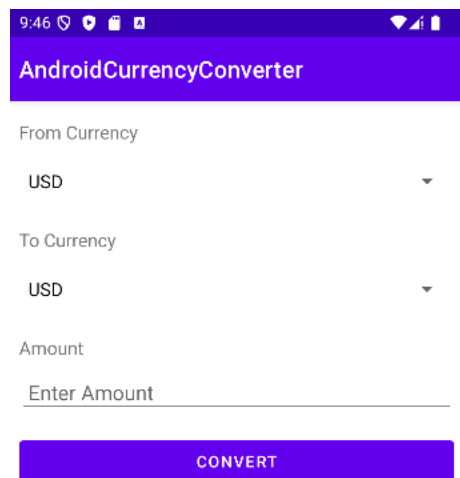 9:46
AndroidCurrencyConverter
From Currency
USD
To Currency
USD
Amount
Enter Amount
CONVERT